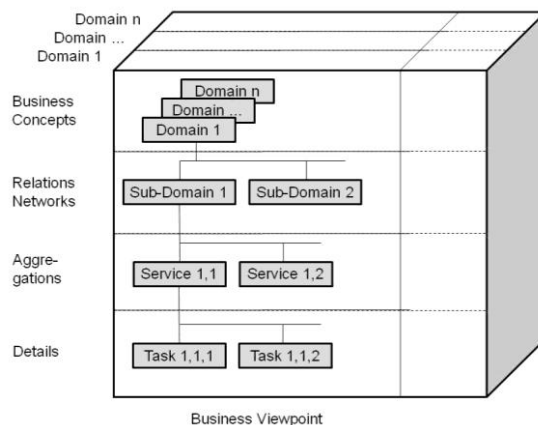 Domain n
Domain ...
Domain 1
Business
Concepts
Domain n
Domain ...
Domain 1
Relations
Networks
Sub-Domain 1
Sub-Domain 2
Aggre-
gations
Service 1,1
Service 1,2
Details
Task 1,1,1
Task 1,1,2
Business Viewpoint